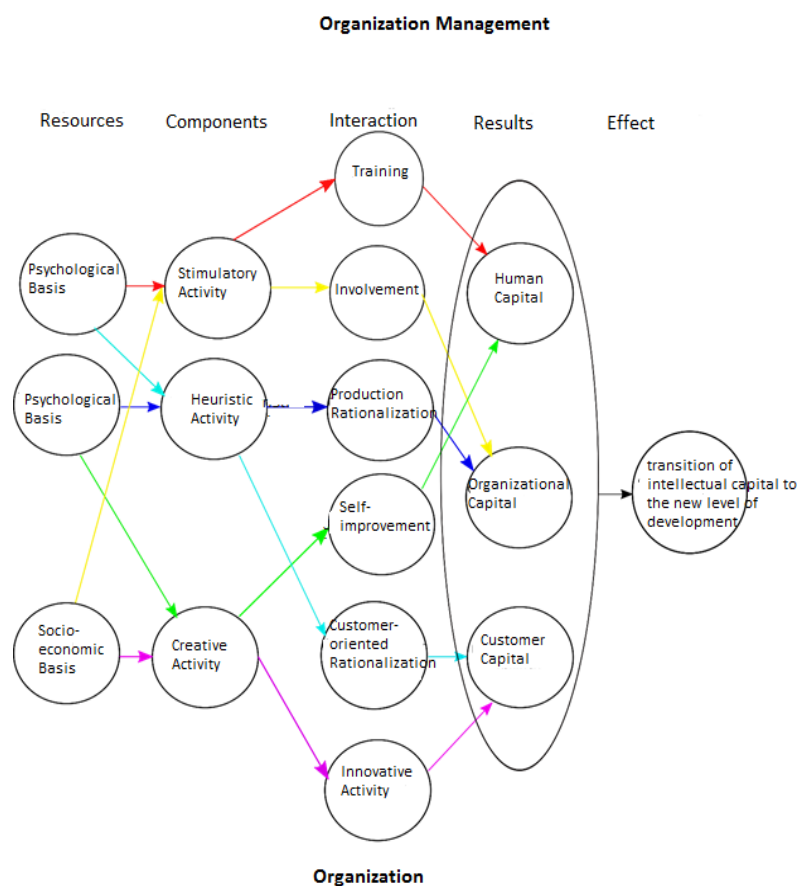 Organization Management
Resources
Components
Interaction
Results
Effect
Training
Psychological
Basis
Stimulatory
Activity
Involvement
Human
Capital
Psychological
Basis
Heuristic
Activity
Production
Rationalization
Self-
improvement
Organizational
Capital
transition of
intellectual capital to
the new level of
development
Socio-
economic
Basis
Creative
Activity
Customer-
oriented
Rationalization
Customer
Capital
Innovative
Activity
Organization